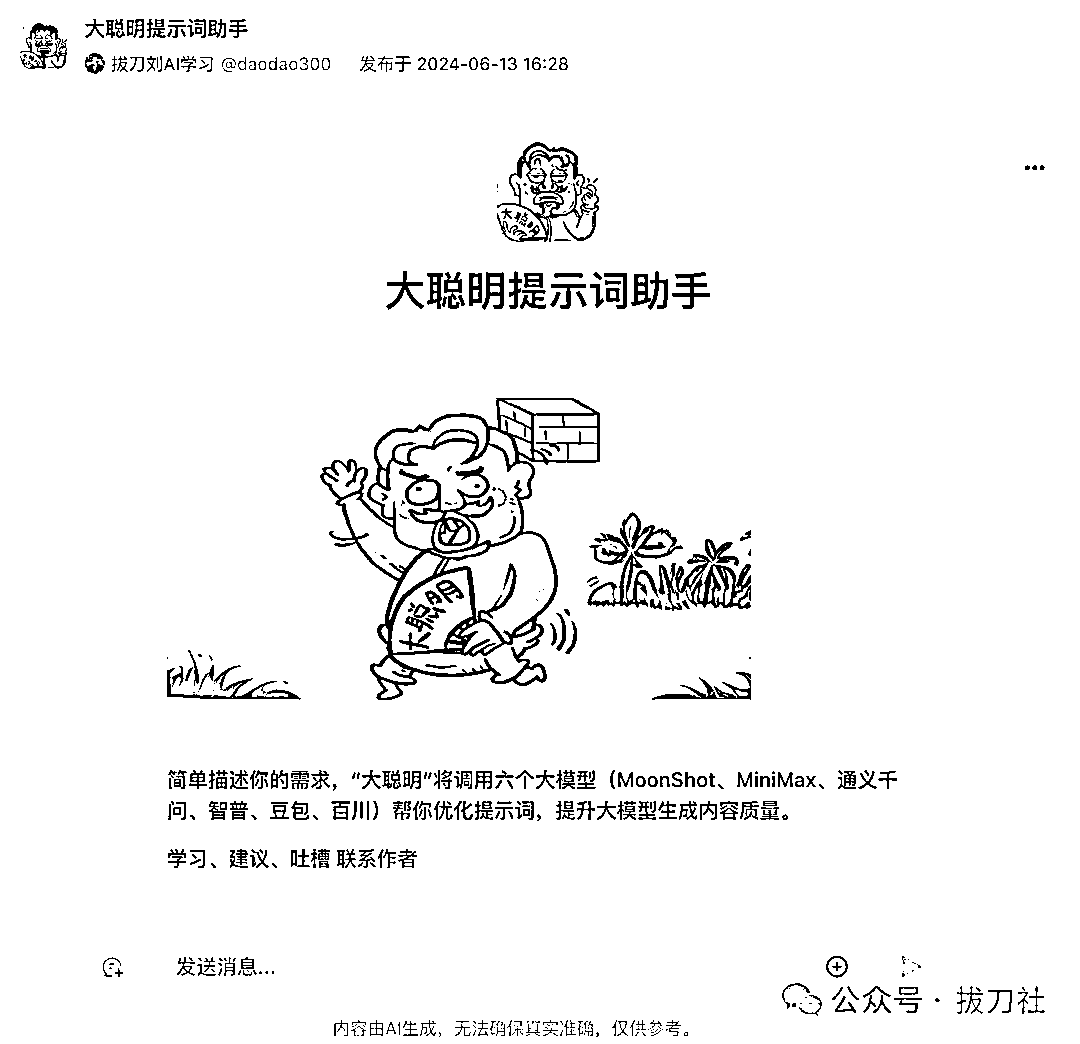 大聪明提示词助手
拔刀刘AI学习 @daodao300 发布于 2024-06-13 16:28
大聪明
大聪明提示词助手
大聪明
简单描述你的需求，“大聪明”将调用六个大模型（MoonShot、MiniMax、通义千
问、智普、豆包、百川）帮你优化提示词，提升大模型生成内容质量。
学习、建议、吐槽 联系作者
发送消息...
公众号 · 拔刀社
内容由AI生成，无法确保真实准确，仅供参考。